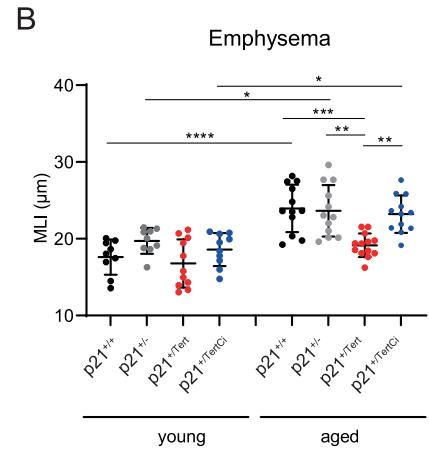 B
Emphysema
MLI (μm)
40
30
20
10
*
*
***
****
**
**
p21+/+
p21+/-
p21+/Tert
p21+/TertCi
p21+/+
p21+/-
p21+/Tert
p21+/TertCi
young
aged